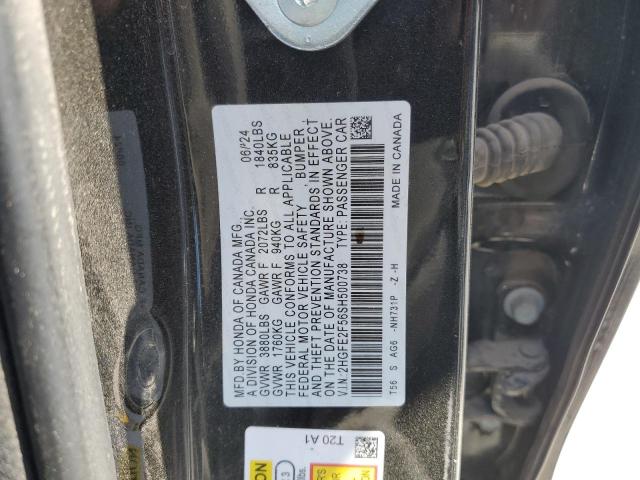 MFD.BY HONDA OF CANADA MFG. 06/24
A DIVISION OF HONDA CANADA INC.
GVWR 3880LBS GAWR F 2072LBS R 1840LBS
GVWR 1760KG GAWR F 940KG R 835KG
THIS VEHICLE CONFORMS TO ALL APPLICABLE
FEDERAL MOTOR VEHICLE SAFETY, BUMPER,
THEFT PREVENTION STANDARDS IN EFFECT
ON THE DATE OF MANUFACTURE SHOWN ABOVE.
V.I.N: 2HGFE2F56SH500738 TYPE: PASSENGER CAR
T56 S AG6 -NH731P -Z -H MADE IN CANADA
T20 A1